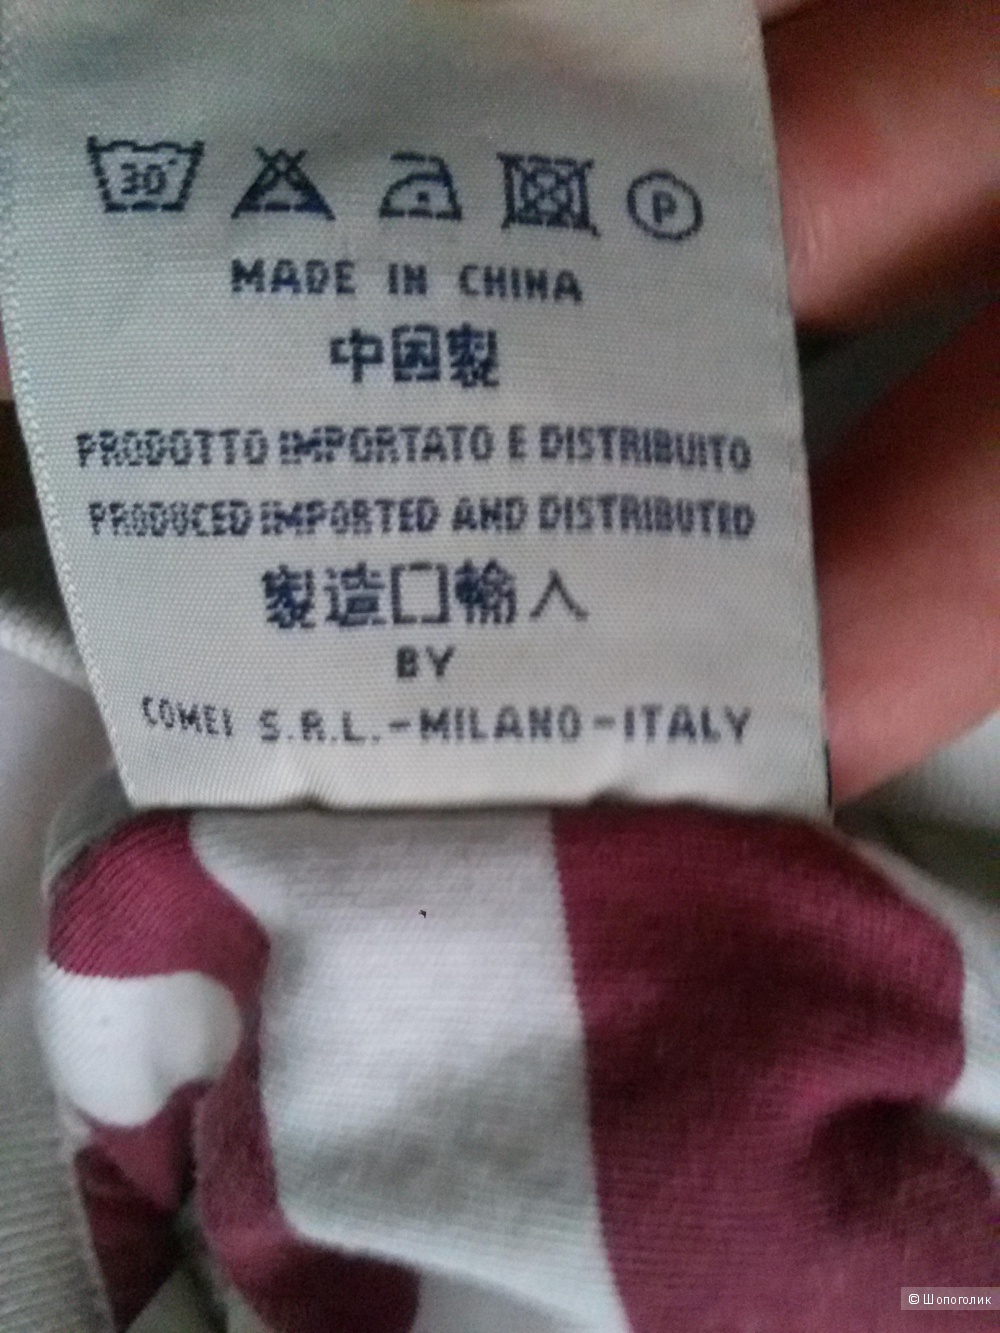 30
P
MADE IN CHINA
中国製
PRODOTTO IMPORTATO E DISTRIBUITO
PRODUCED IMPORTED AND DISTRIBUTED
製造口輸入
BY
COMEI S.R.L.-MILANO-ITALY
© Шопоголик